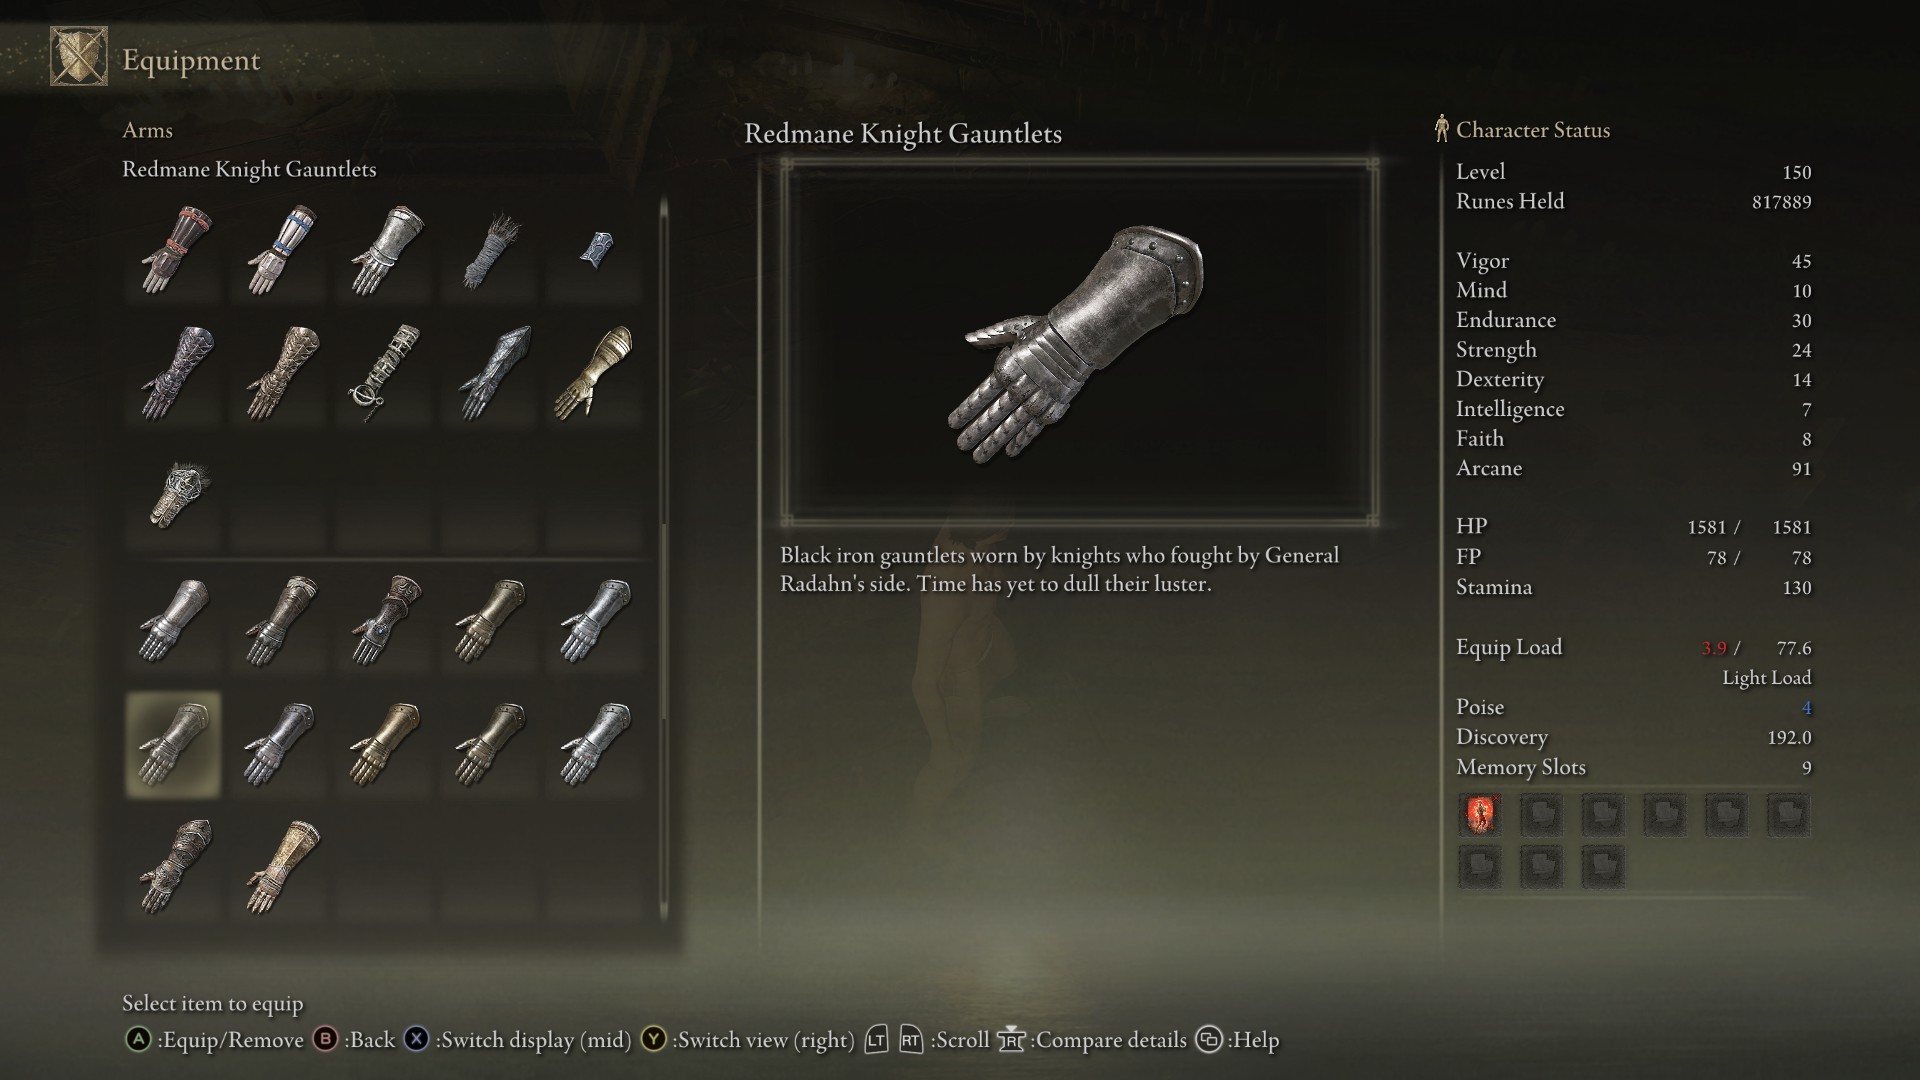 Equipment
Arms
Redmane Knight Gauntlets
Redmane Knight Gauntlets
Black iron gauntlets worn by knights who fought by General
Radahn's side. Time has yet to dull their luster.
Character Status
Level 150
Runes Held 817889
Vigor 45
Mind 10
Endurance 30
Strength 24
Dexterity 14
Intelligence 7
Faith 8
Arcane 91
HP 1581 / 1581
FP 78 / 78
Stamina 130
Equip Load 3.9 / 77.6
Light Load
Poise 4
Discovery 192.0
Memory Slots 9
Select item to equip
A :Equip/Remove B :Back X :Switch display (mid) Y :Switch view (right) LT RT :Scroll R :Compare details :Help